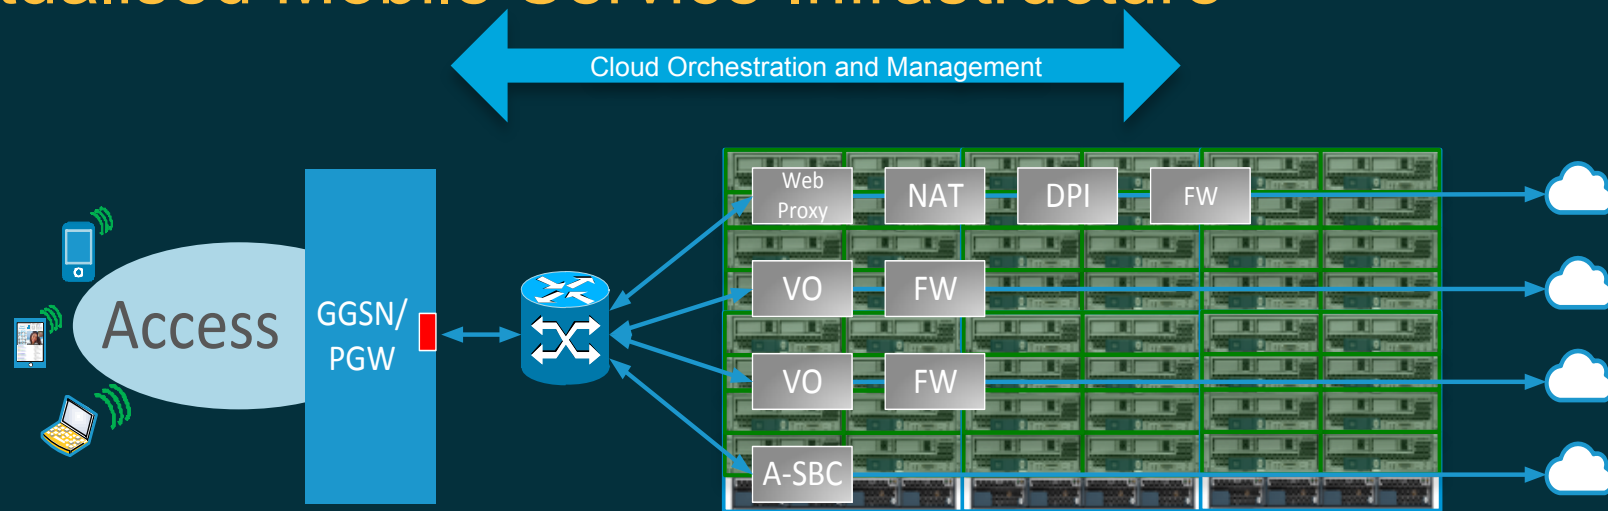 Cloud Orchestration and Management
Web
Proxy
NAT
DPI
FW
VO
FW
Access
GGSN/
PGW
VO
FW
A-SBC